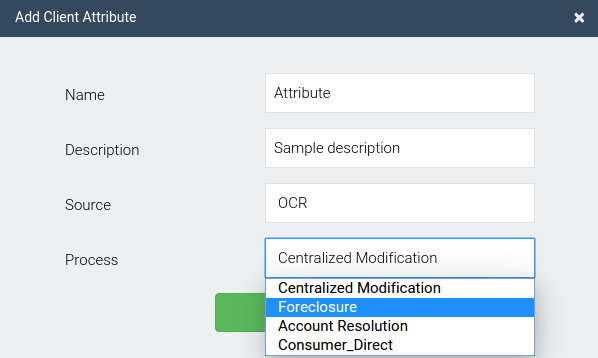 Add Client Attribute
Name
Attribute
Description
Sample description
Source
OCR
Process
Centralized Modification
Centralized Modification
Foreclosure
Account Resolution
Consumer_Direct